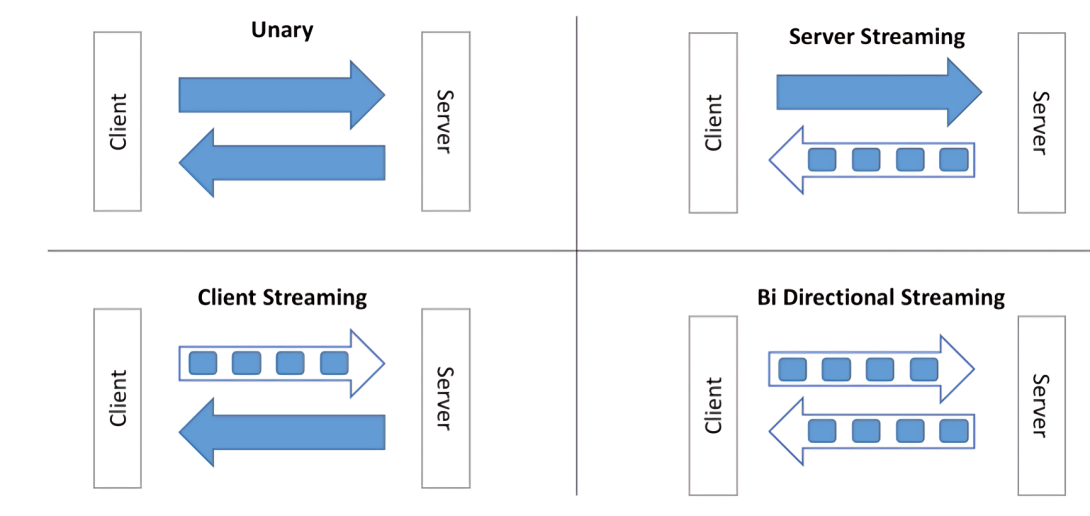 Unary
Client
Server
Server Streaming
Client
Server
Client Streaming
Client
Server
Bi Directional Streaming
Client
Server